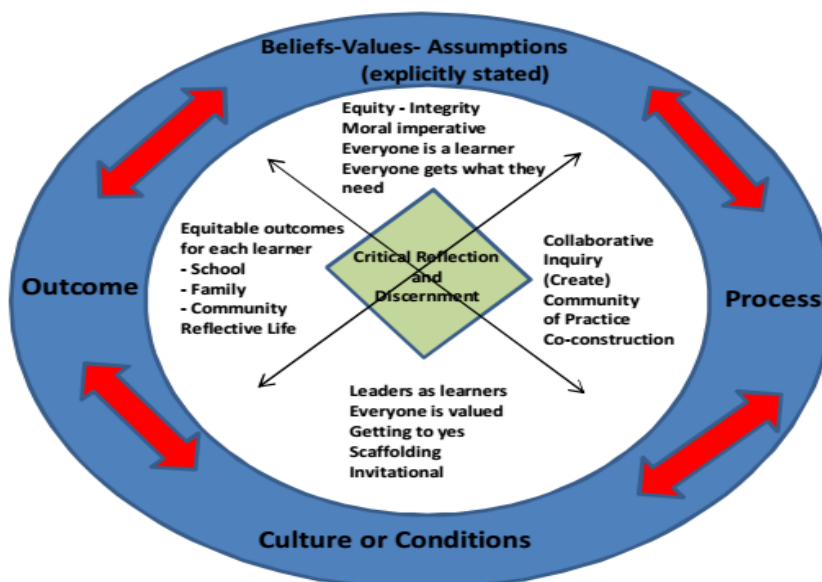 Beliefs-Values- Assumptions
(explicitly stated)
Equity - Integrity
Moral imperative
Everyone is a learner
Everyone gets what they
need
Equitable outcomes
for each learner
- School
- Family
- Community
Reflective Life
Outcome
Critical Reflection
and
Discernment
Collaborative
Inquiry
(Create)
Community
of Practice
Co-construction
Process
Leaders as learners
Everyone is valued
Getting to yes
Scaffolding
Invitational
Culture or Conditions